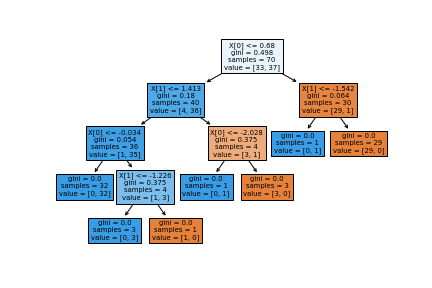 X[0] <= 0.68
gini = 0.498
samples = 70
value = [33, 37]
X[1] <= 1.413
gini = 0.18
samples = 40
value = [4, 36]
X[1] <= -1.542
gini = 0.064
samples = 30
value = [29, 1]
X[0] <= -0.034
gini = 0.054
samples = 36
value = [1, 35]
X[0] <= -2.028
gini = 0.375
samples = 4
value = [3, 1]
gini = 0.0
samples = 1
value = [0, 1]
gini = 0.0
samples = 29
value = [29, 0]
gini = 0.0
samples = 32
value = [0, 32]
X[1] <= -1.226
gini = 0.375
samples = 4
value = [1, 3]
gini = 0.0
samples = 1
value = [0, 1]
gini = 0.0
samples = 3
value = [3, 0]
gini = 0.0
samples = 3
value = [0, 3]
gini = 0.0
samples = 1
value = [1, 0]